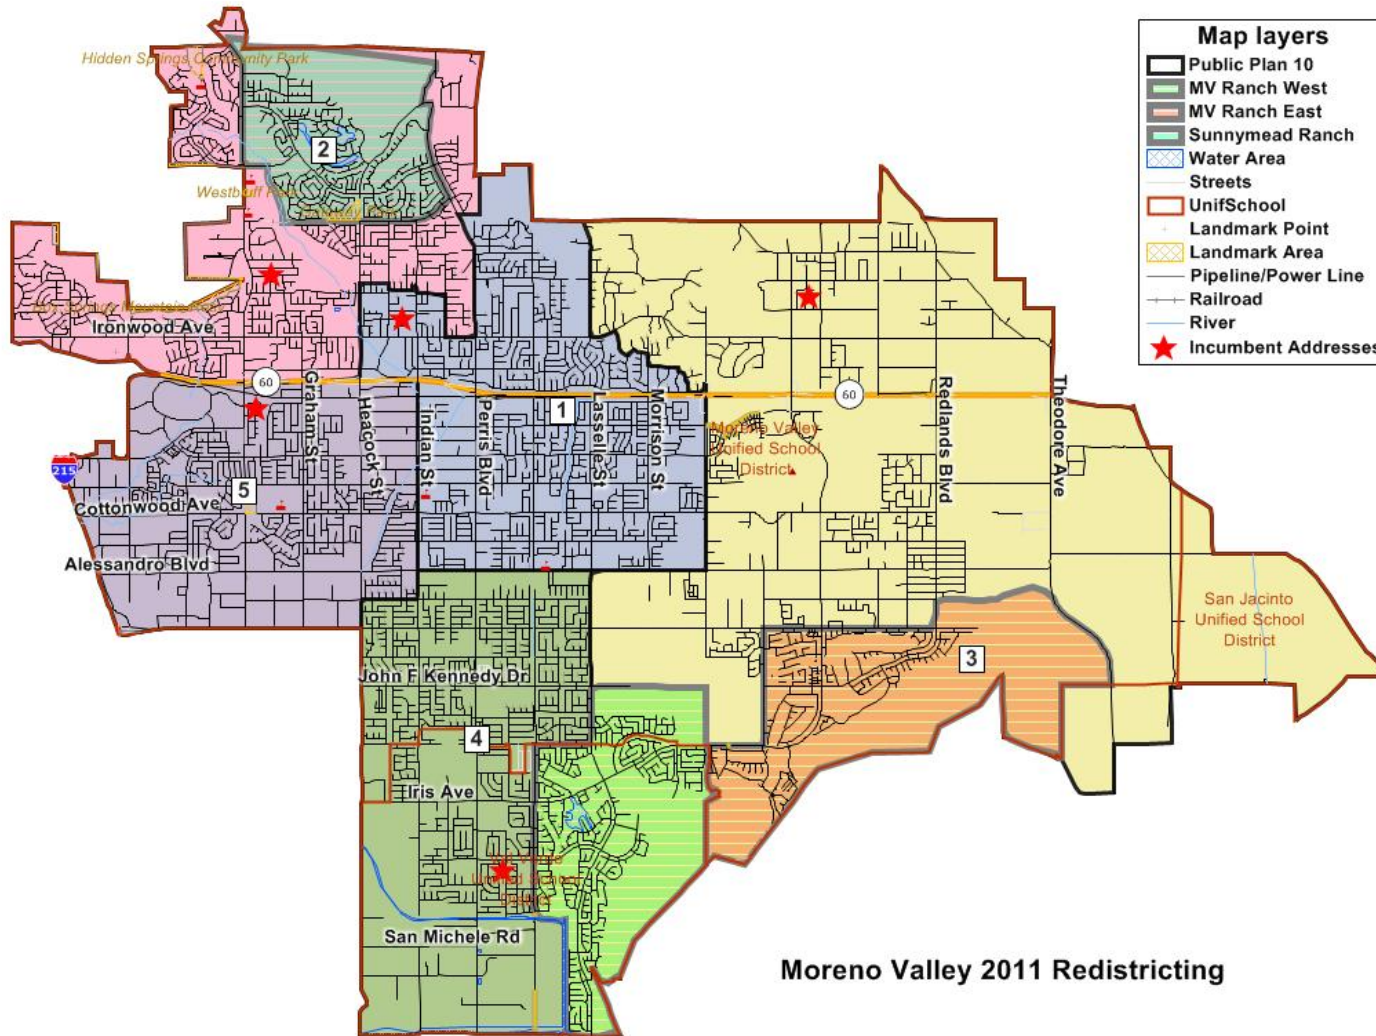 Map layers
Public Plan 10
MV Ranch West
MV Ranch East
Sunnymead Ranch
Water Area
Streets
UnifSchool
Landmark Point
Landmark Area
Pipeline/Power Line
Railroad
River
Incumbent Addresses
Hidden Springs Community Park
2
Westbluff Park
Ironwood Ave
60
60
Graham St
Heacock St
Indian St
Perris Blvd
1
Lasselle St
Morrison St
Redlands Blvd
Theodore Ave
Moreno Valley
Unified School
District
215
5
Cottonwood Ave
Alessandro Blvd
San Jacinto
Unified School
District
3
John F Kennedy Dr
4
Iris Ave
Unified School
District
San Michele Rd
Moreno Valley 2011 Redistricting